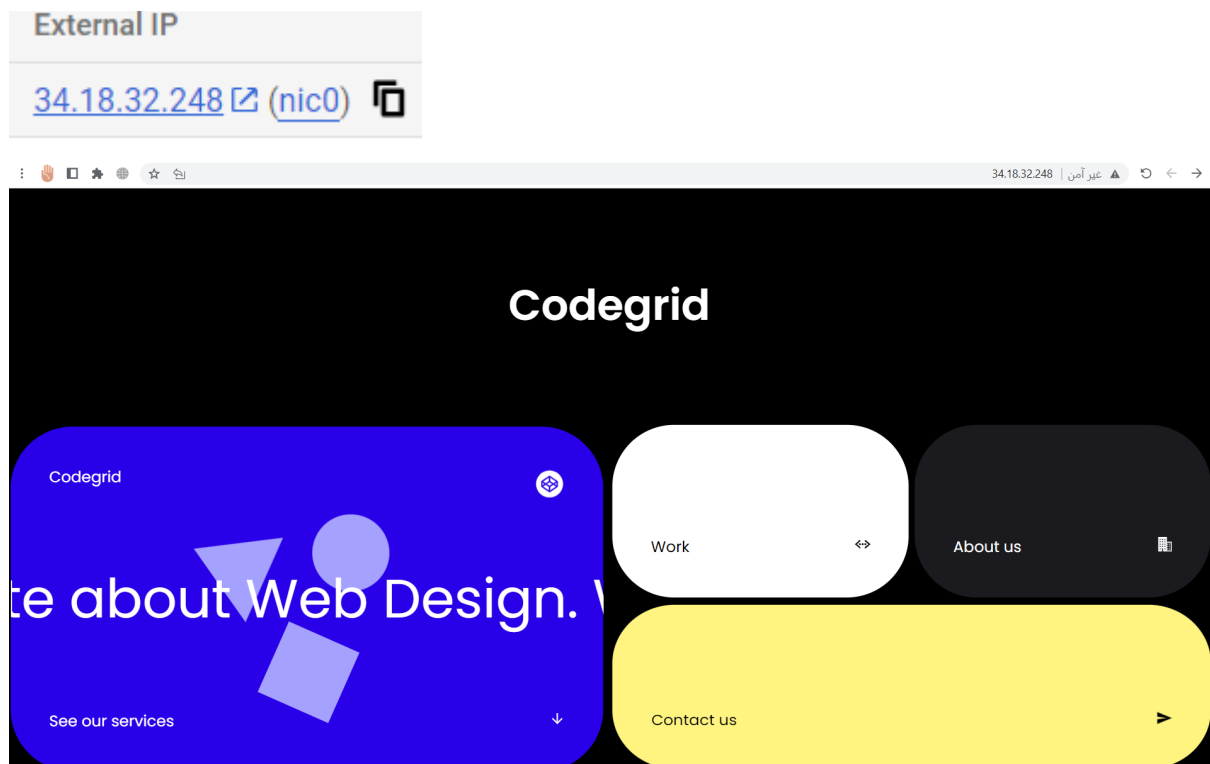 External IP
34.18.32.248 (nic0)
غير آمن | 34.18.32.248
Codegrid
Codegrid
te about Web Design. W
See our services
Work
About us
Contact us